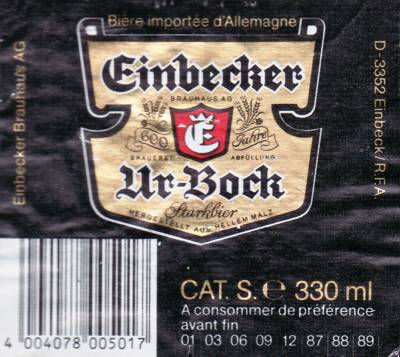 Bière importée d'Allemagne
Einbecker
BRAUHAUS AG
600 Jahre
E
BRAUEREI ABFÜLLUNG
Ur-Bock
Starkbier
HERGESTELLT AUS HELLEM MALZ
Einbecker Brauhaus AG
D-3352 Einbeck/R.F.A.
CAT. S. e 330 ml
A consommer de préférence
avant fin
01 03 06 09 12 87 88 89
4 004078 005017